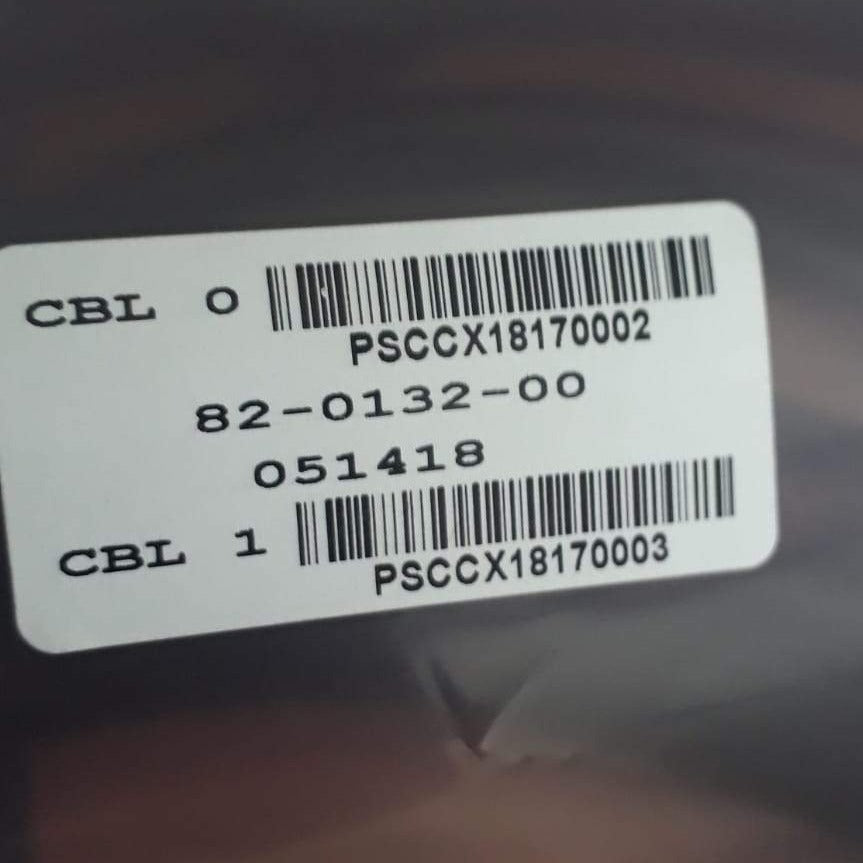 CBL 0
PSCCX18170002
82-0132-00
051418
CBL 1
PSCCX18170003